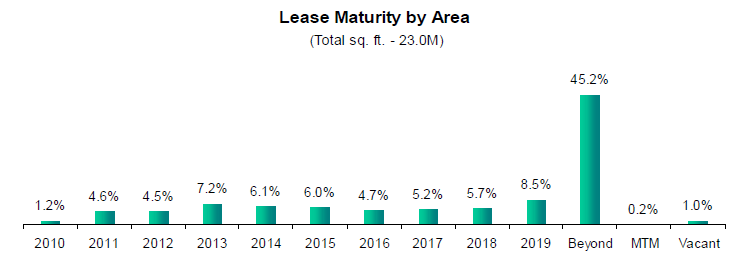 Lease Maturity by Area
(Total sq. ft. - 23.0M)
1.2% 4.6% 4.5% 7.2% 6.1% 6.0% 4.7% 5.2% 5.7% 8.5% 45.2% 0.2% 1.0%
2010 2011 2012 2013 2014 2015 2016 2017 2018 2019 Beyond MTM Vacant